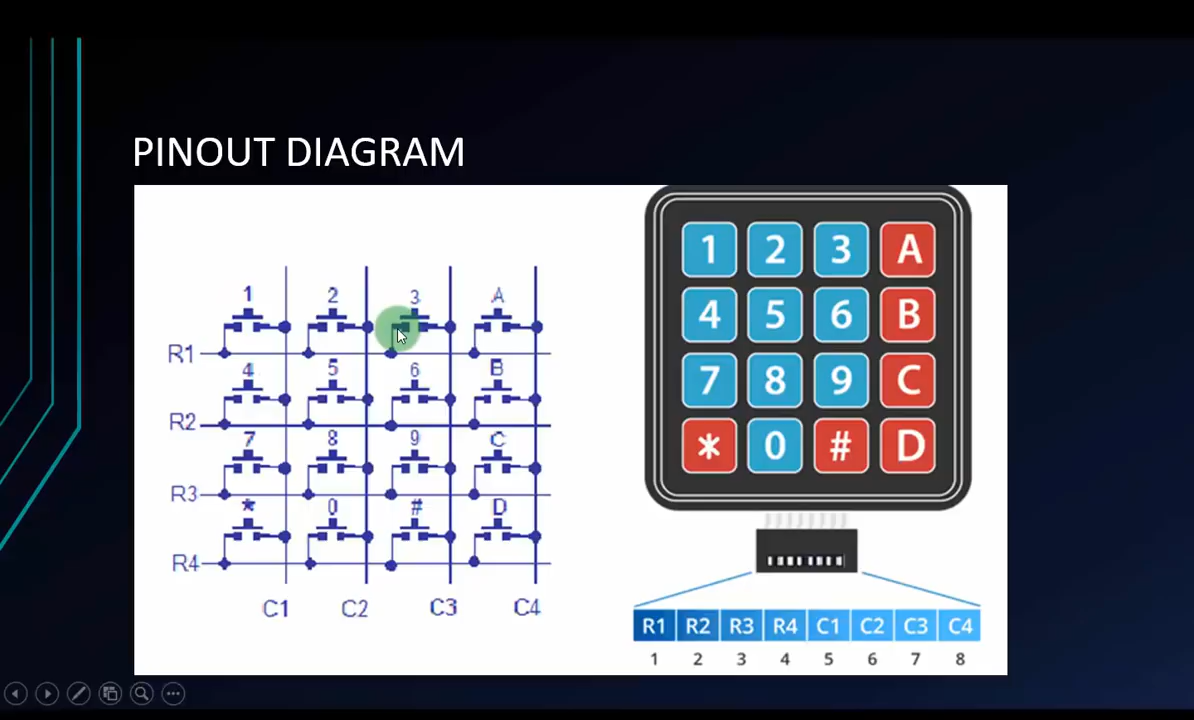 PINOUT DIAGRAM
1 2 3 A
R1
4 5 6 B
R2
7 8 9 C
R3
* 0 # D
R4
C1 C2 C3 C4
1 2 3 A
4 5 6 B
7 8 9 C
* 0 # D
R1 R2 R3 R4 C1 C2 C3 C4
1 2 3 4 5 6 7 8